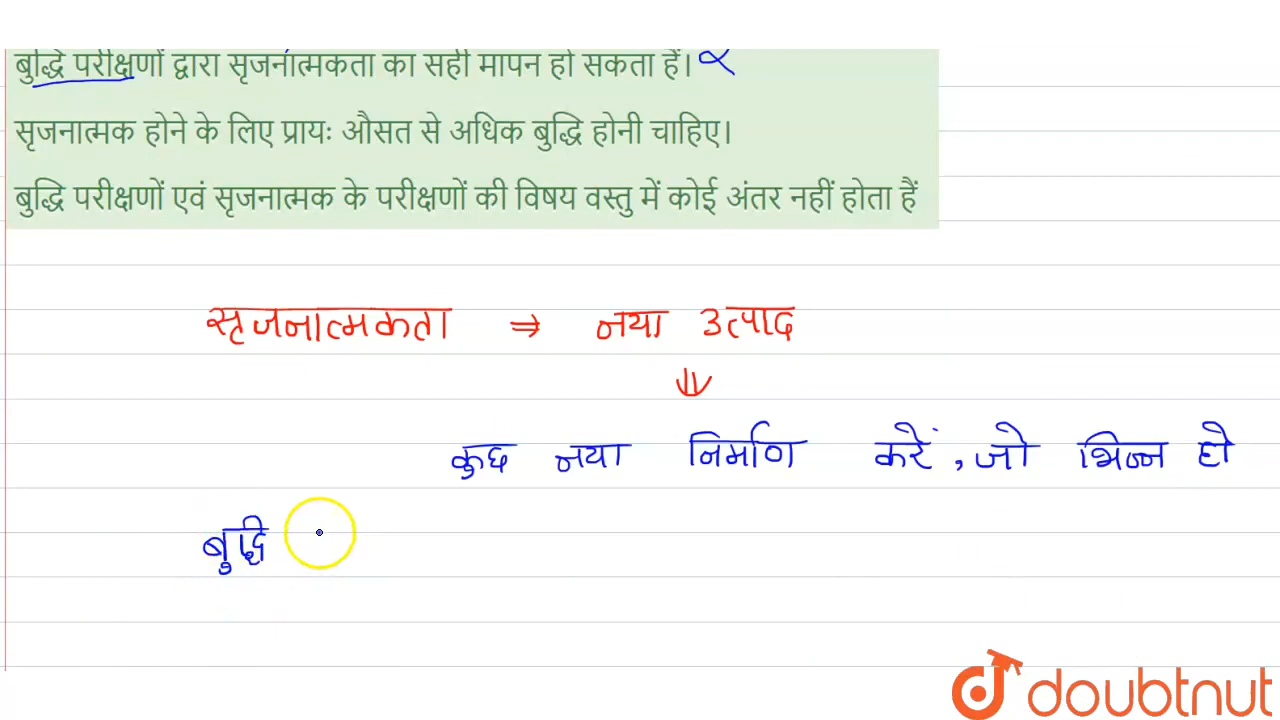 बुद्धि परीक्षणों द्वारा सृजनात्मकता का सही मापन हो सकता हैं।
सृजनात्मक होने के लिए प्रायः औसत से अधिक बुद्धि होनी चाहिए।
बुद्धि परीक्षणों एवं सृजनात्मक के परीक्षणों की विषय वस्तु में कोई अंतर नहीं होता हैं
सृजनात्मकता ⇒ नया उत्पाद
⇓
कुछ नया निर्माण करें, जो भिन्न हो
बुद्धि
doubtnut